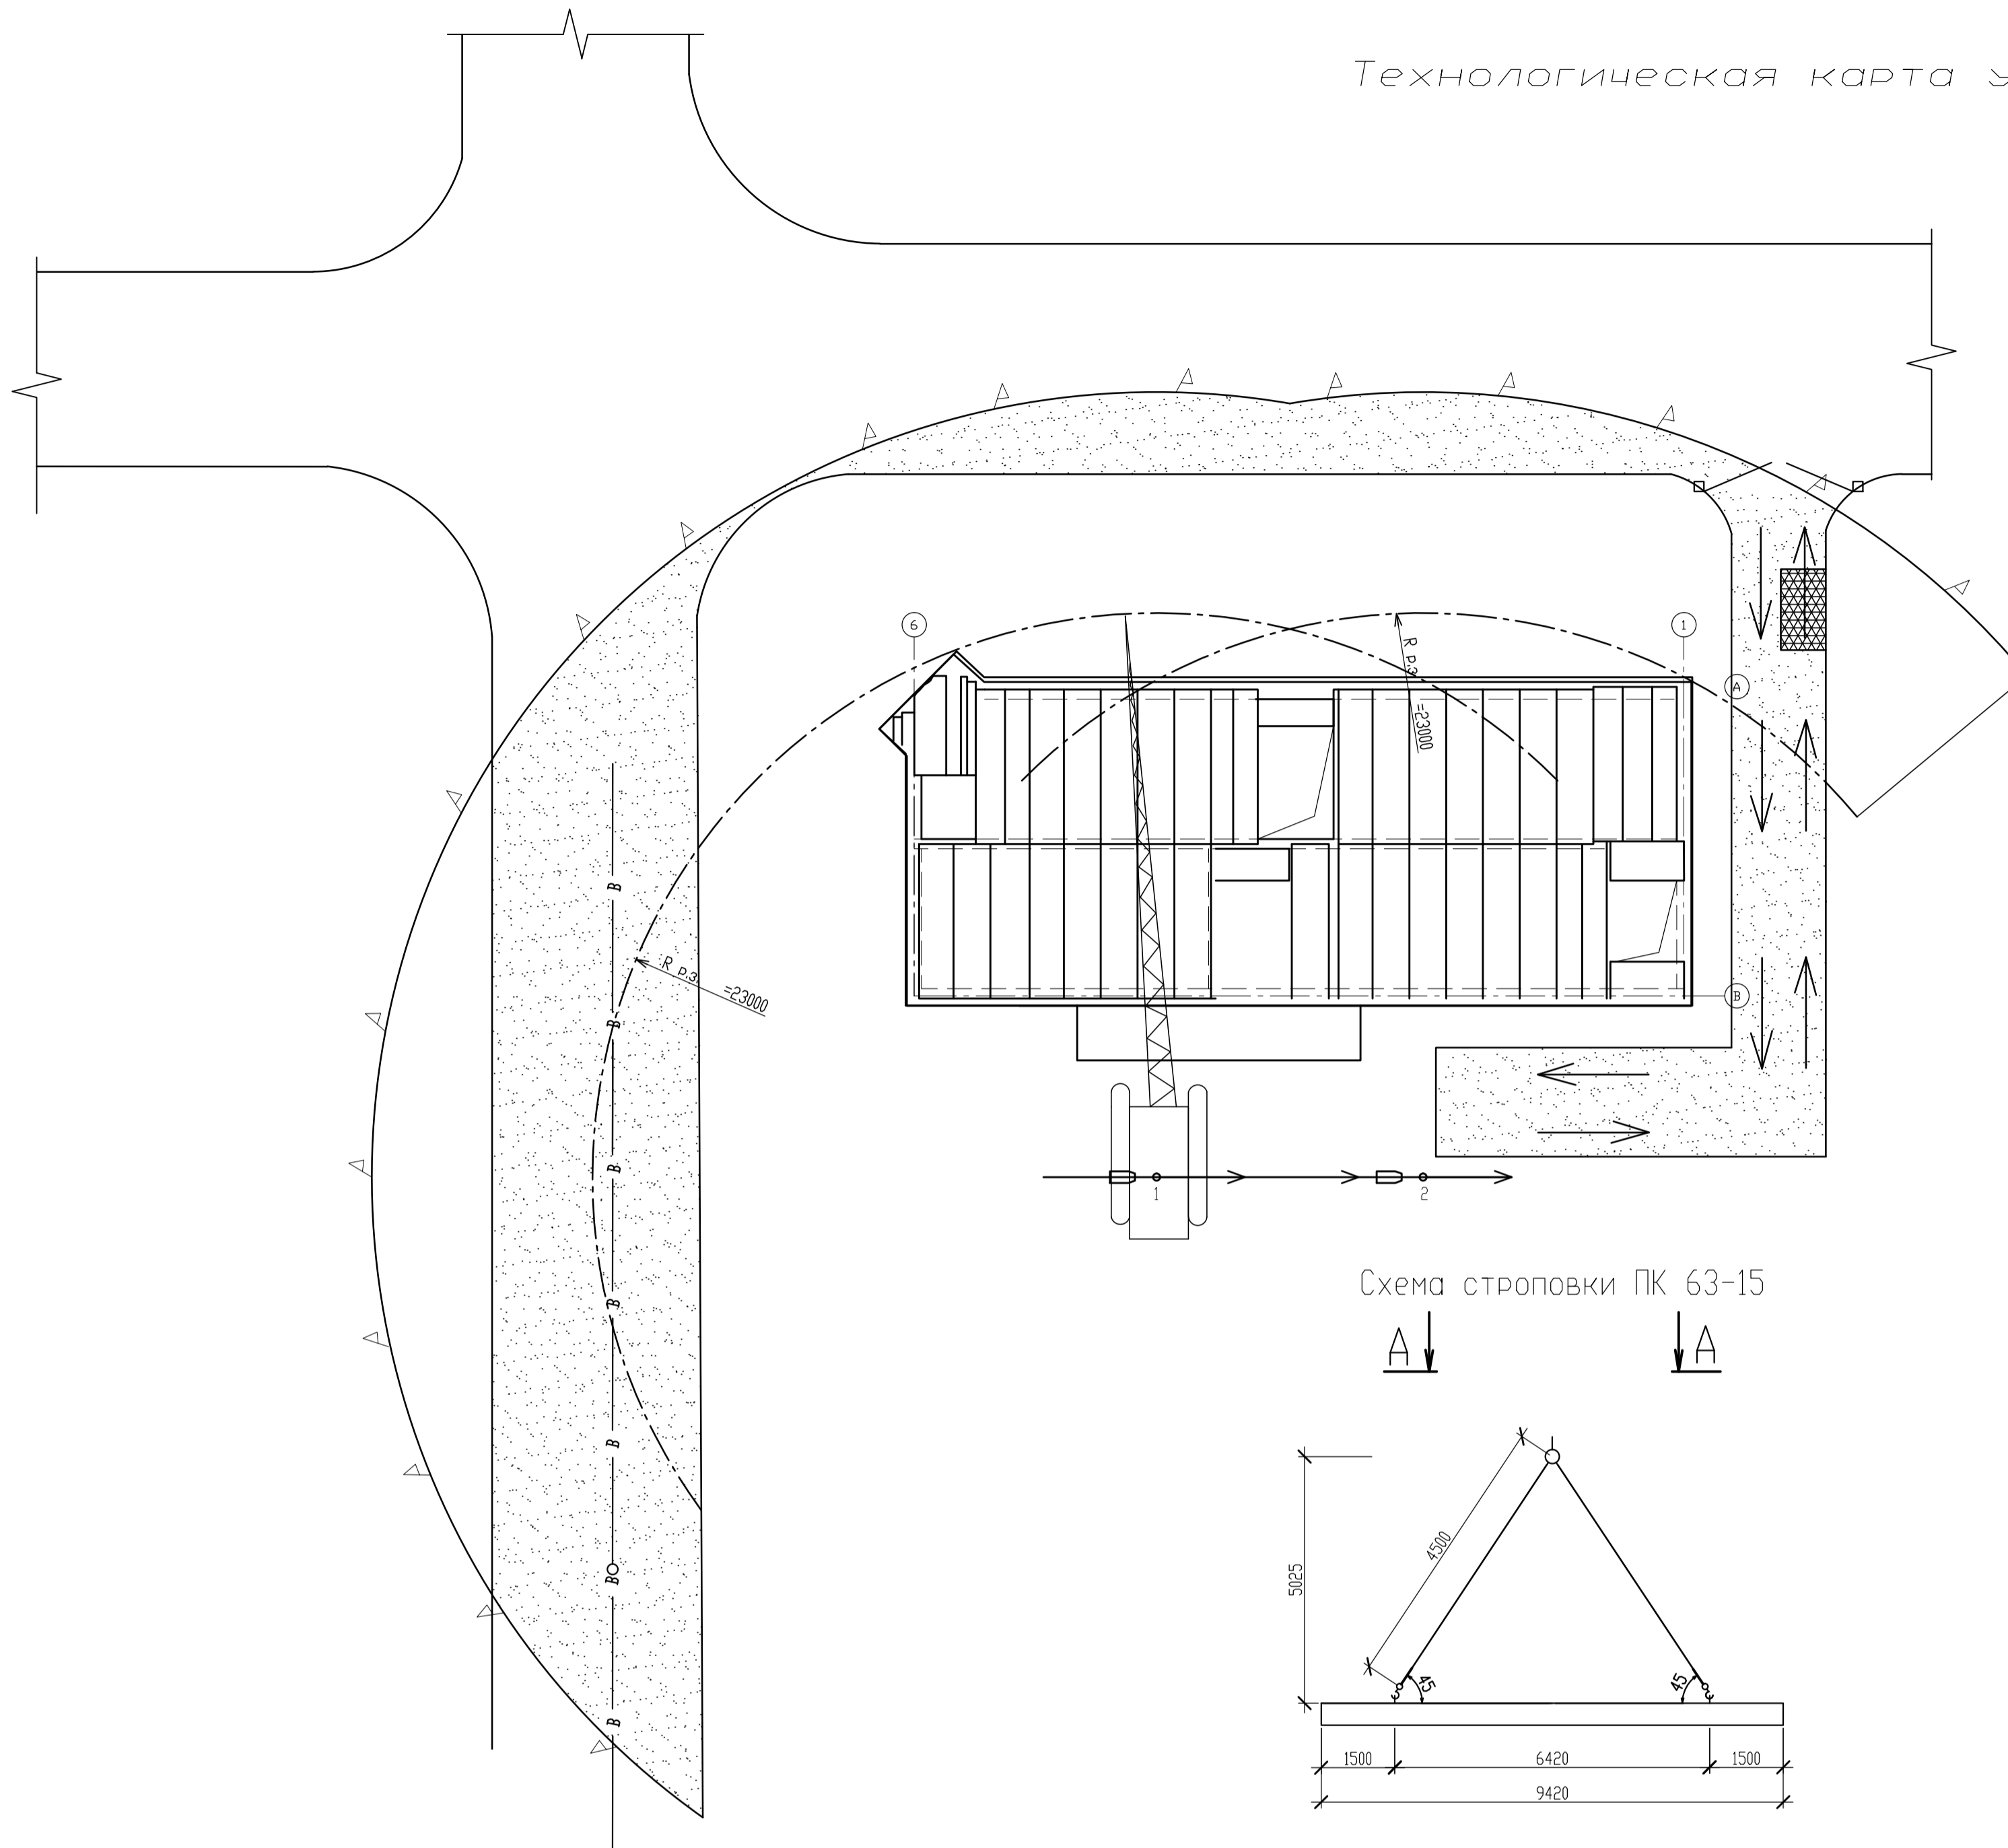 Технологическая карта у
6
1
R р.з. =23000
А
R р.з. =23000
В
В
В
В
В
В
В
В
1
2
Схема строповки ПК 63-15
А
А
4500
5025
45
45
1500
6420
1500
9420